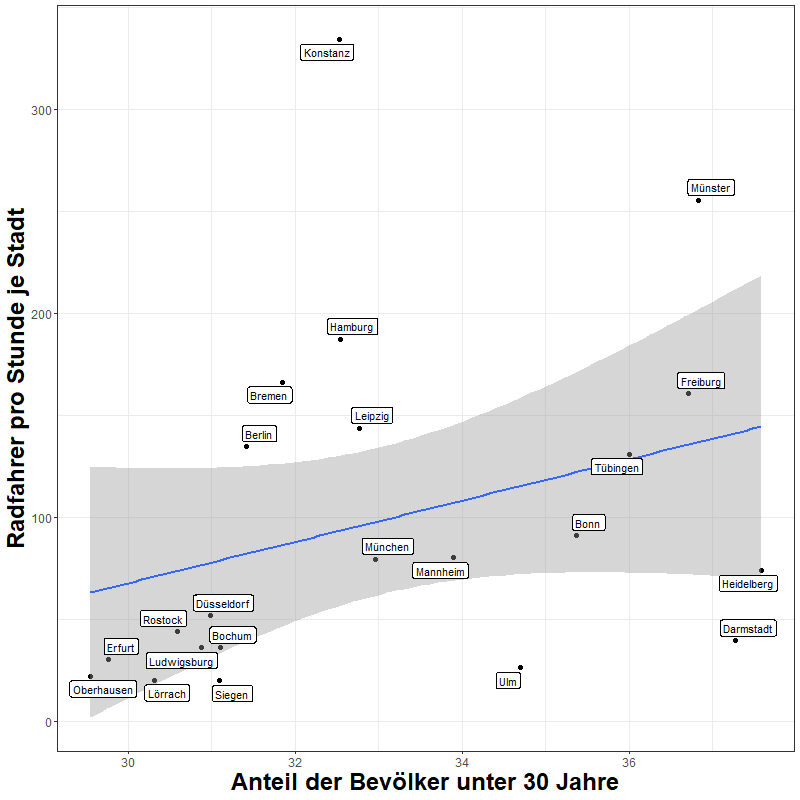 Konstanz
300
Münster
Hamburg
200
Freiburg
Bremen
Leipzig
Berlin
Tübingen
Bonn
100
München
Mannheim
Heidelberg
Düsseldorf
Rostock
Darmstadt
Bochum
Erfurt
Ludwigsburg
Ulm
Oberhausen
Lörrach
Siegen
0
30
32
34
36
Radfahrer pro Stunde je Stadt
Anteil der Bevölker unter 30 Jahre